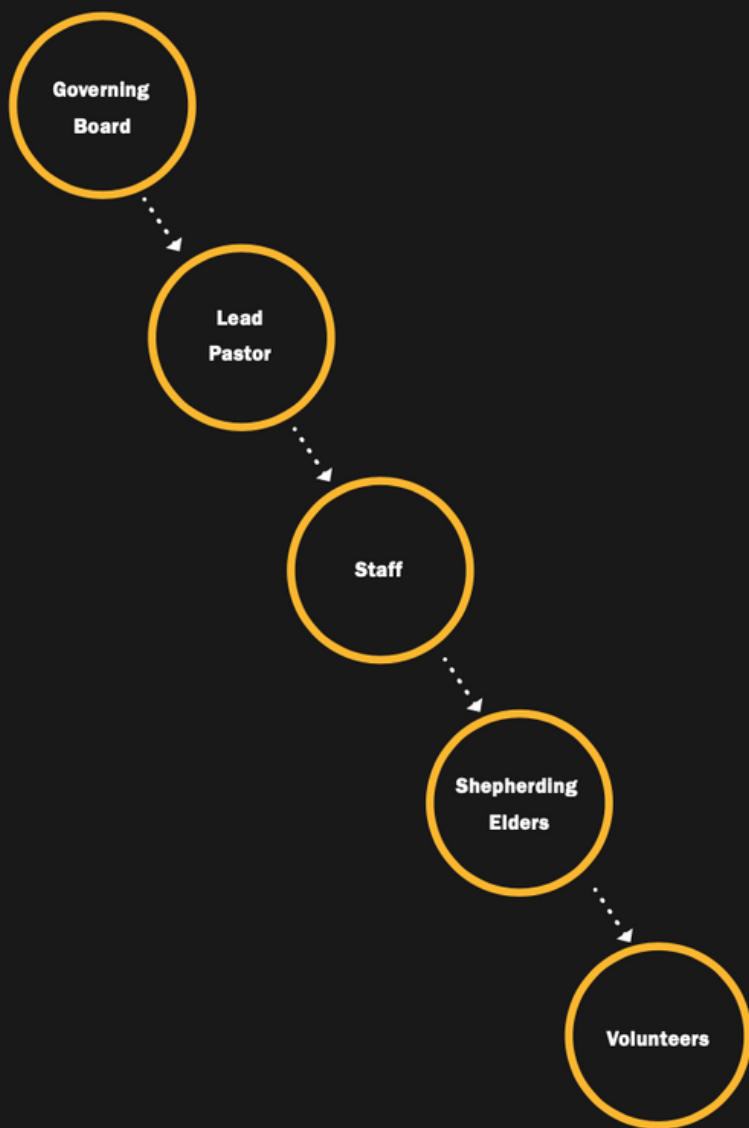 Governing
Board
Lead
Pastor
Staff
Shepherding
Elders
Volunteers